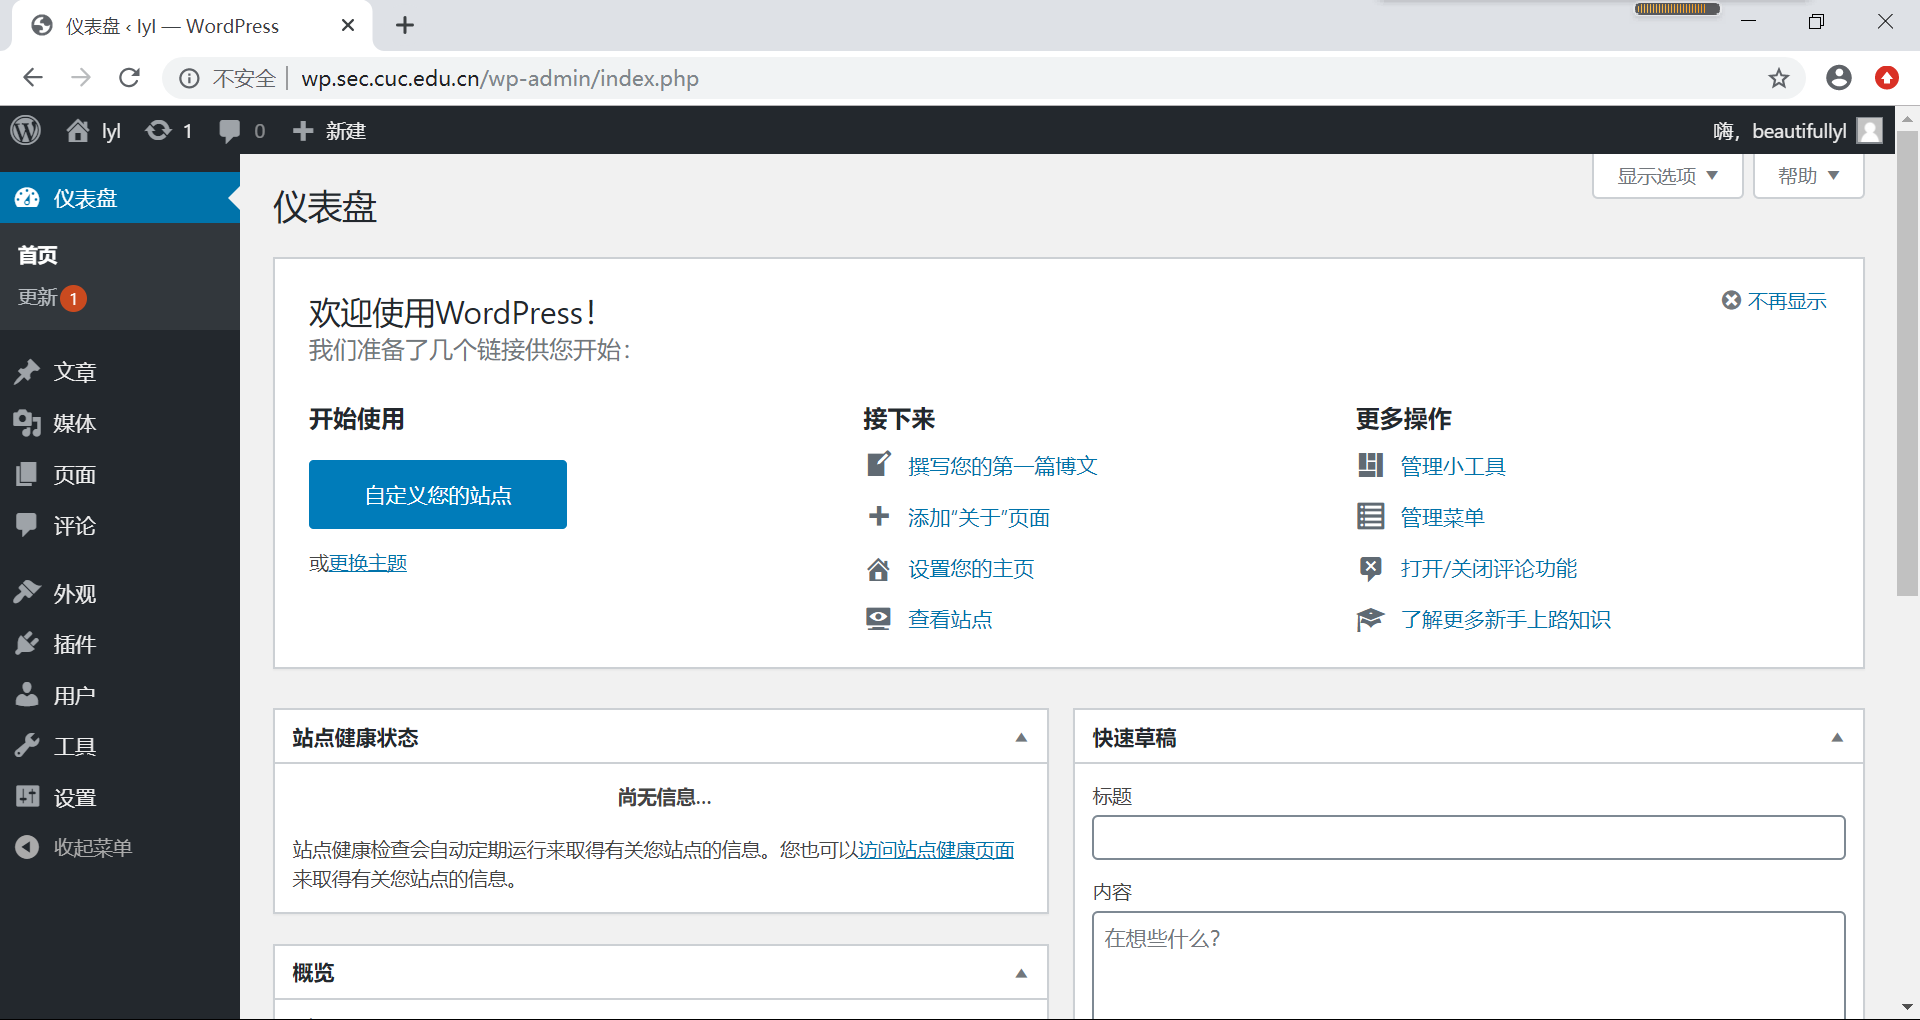 仪表盘 ‹ lyl — WordPress
不安全 wp.sec.cuc.edu.cn/wp-admin/index.php
lyl 1 0 新建
嗨，beautifullyl
仪表盘
首页
更新 1
文章
媒体
页面
评论
外观
插件
用户
工具
设置
收起菜单
显示选项
帮助
仪表盘
欢迎使用WordPress！
不再显示
我们准备了几个链接供您开始：
开始使用
自定义您的站点
或更换主题
接下来
撰写您的第一篇博文
添加“关于”页面
设置您的主页
查看站点
更多操作
管理小工具
管理菜单
打开/关闭评论功能
了解更多新手上路知识
站点健康状态
尚无信息…
站点健康检查会自动定期运行来取得有关您站点的信息。您也可以访问站点健康页面
来取得有关您站点的信息。
概览
快速草稿
标题
内容
在想些什么？